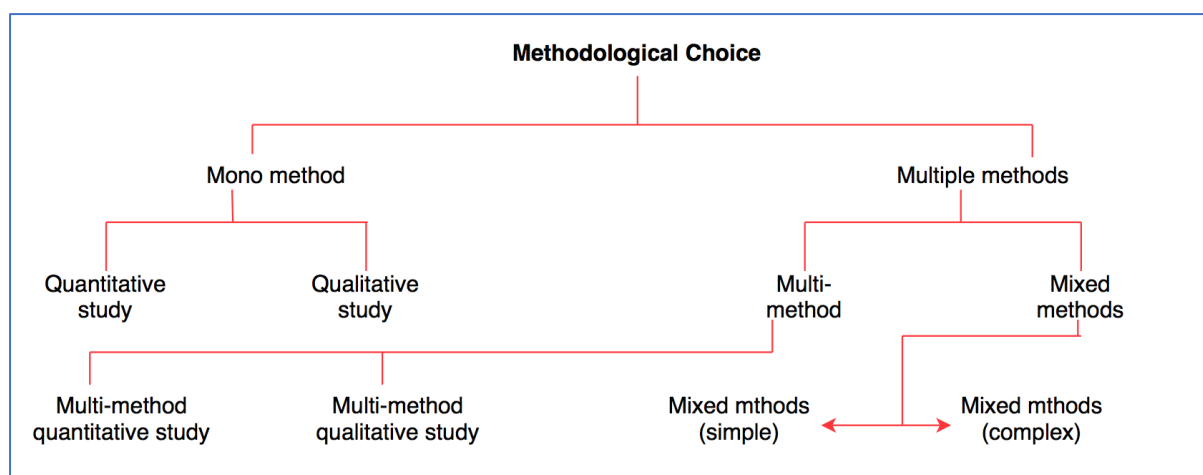 Methodological Choice
Mono method
Multiple methods
Quantitative
study
Qualitative
study
Multi-
method
Mixed
methods
Multi-method
quantitative study
Multi-method
qualitative study
Mixed mthods
(simple)
Mixed mthods
(complex)